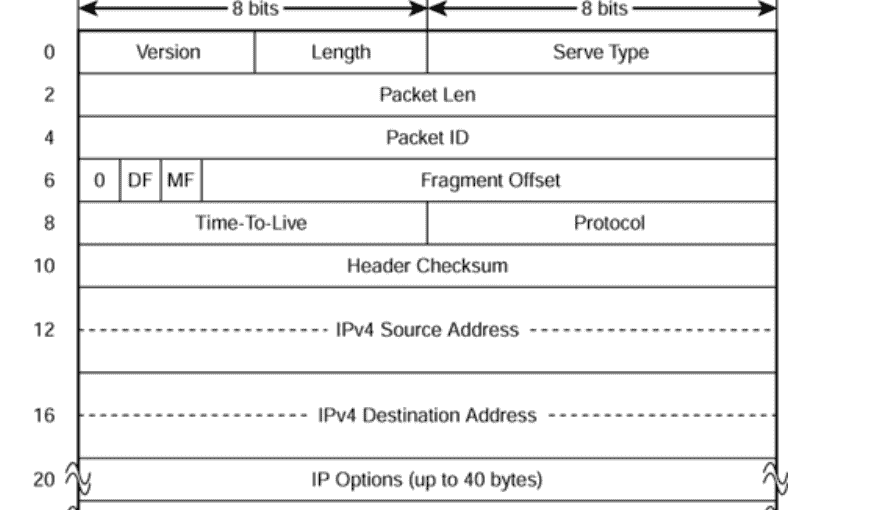 8 bits 8 bits
0 Version Length Serve Type
2 Packet Len
4 Packet ID
6 0 DF MF Fragment Offset
8 Time-To-Live Protocol
10 Header Checksum
12 IPv4 Source Address
16 IPv4 Destination Address
20 IP Options (up to 40 bytes)